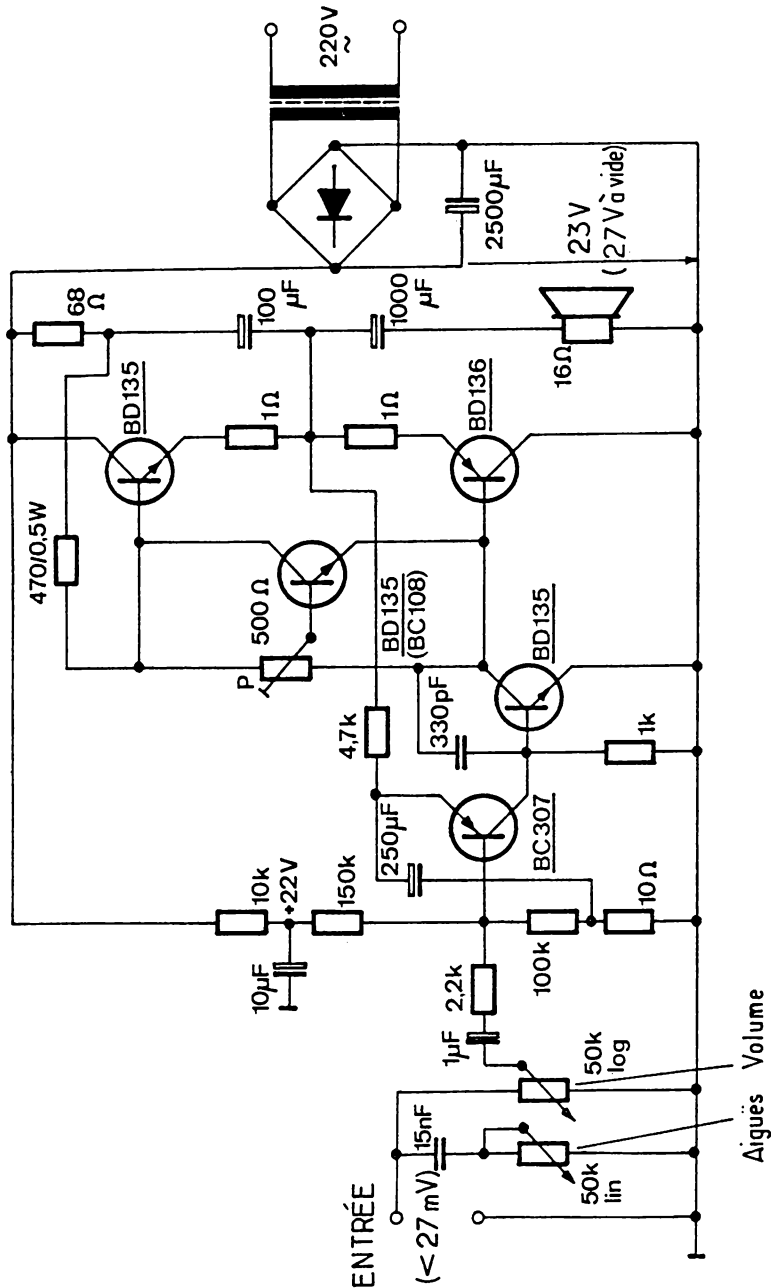 ENTRÉE
(< 27 mV)
15nF
50k
lin
50k
log
Aiguës
Volume
1µF
2,2k
10µF
10k
+22V
150k
100k
10Ω
250µF
BC307
4,7k
330pF
1k
BD135
P
500Ω
BD135
(BC108)
470/0,5W
BD135
1Ω
1Ω
BD136
68
Ω
100
µF
1000
µF
16Ω
2500µF
23V
(27V à vide)
220V
~